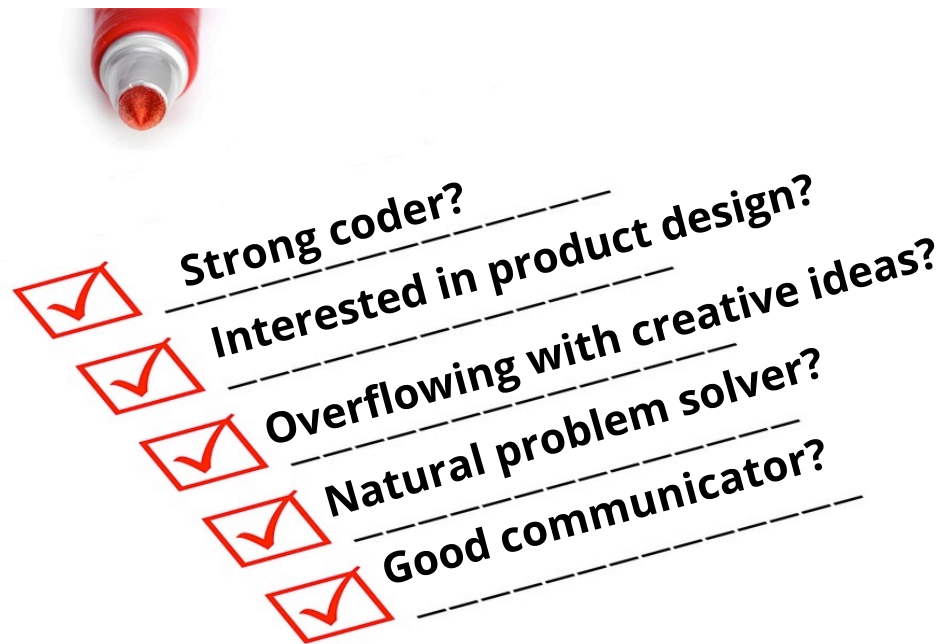 Strong coder?
Interested in product design?
Overflowing with creative ideas?
Natural problem solver?
Good communicator?